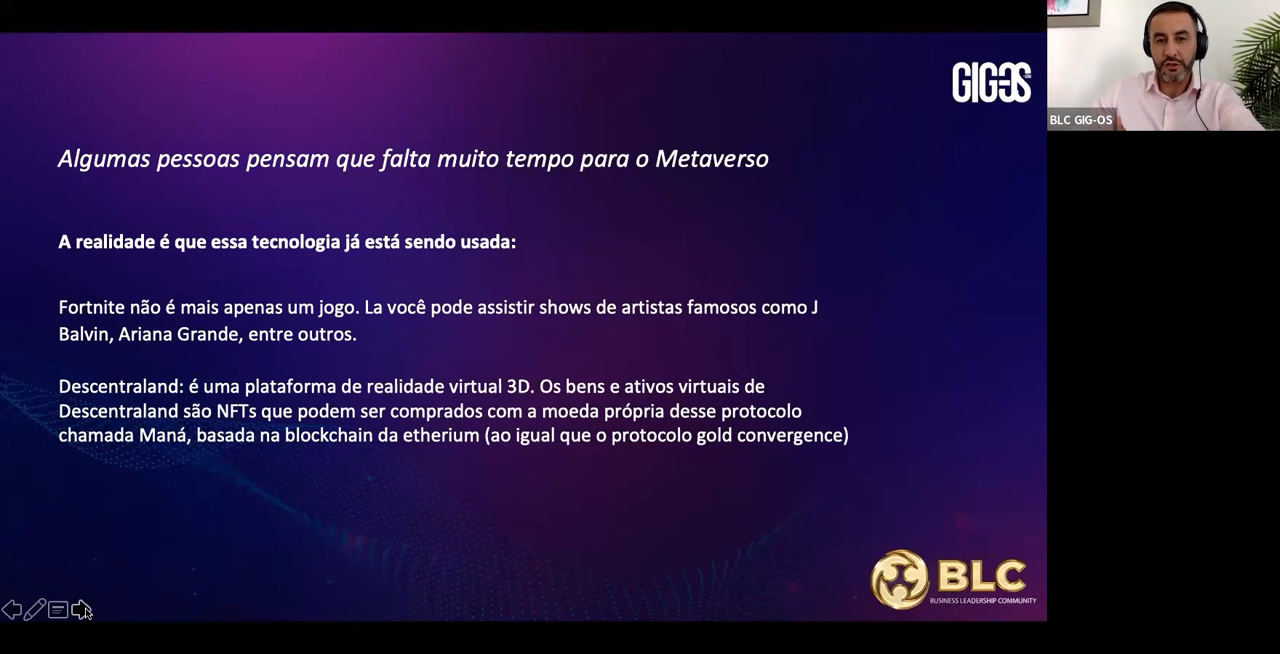 GIG-OS
BLC GIG-OS
Algumas pessoas pensam que falta muito tempo para o Metaverso
A realidade é que essa tecnologia já está sendo usada:
Fortnite não é mais apenas um jogo. La você pode assistir shows de artistas famosos como J
Balvin, Ariana Grande, entre outros.
Descentraland: é uma plataforma de realidade virtual 3D. Os bens e ativos virtuais de
Descentraland são NFTs que podem ser comprados com a moeda própria desse protocolo
chamada Maná, basada na blockchain da etherium (ao igual que o protocolo gold convergence)
BLC
BUSINESS LEADERSHIP COMMUNITY